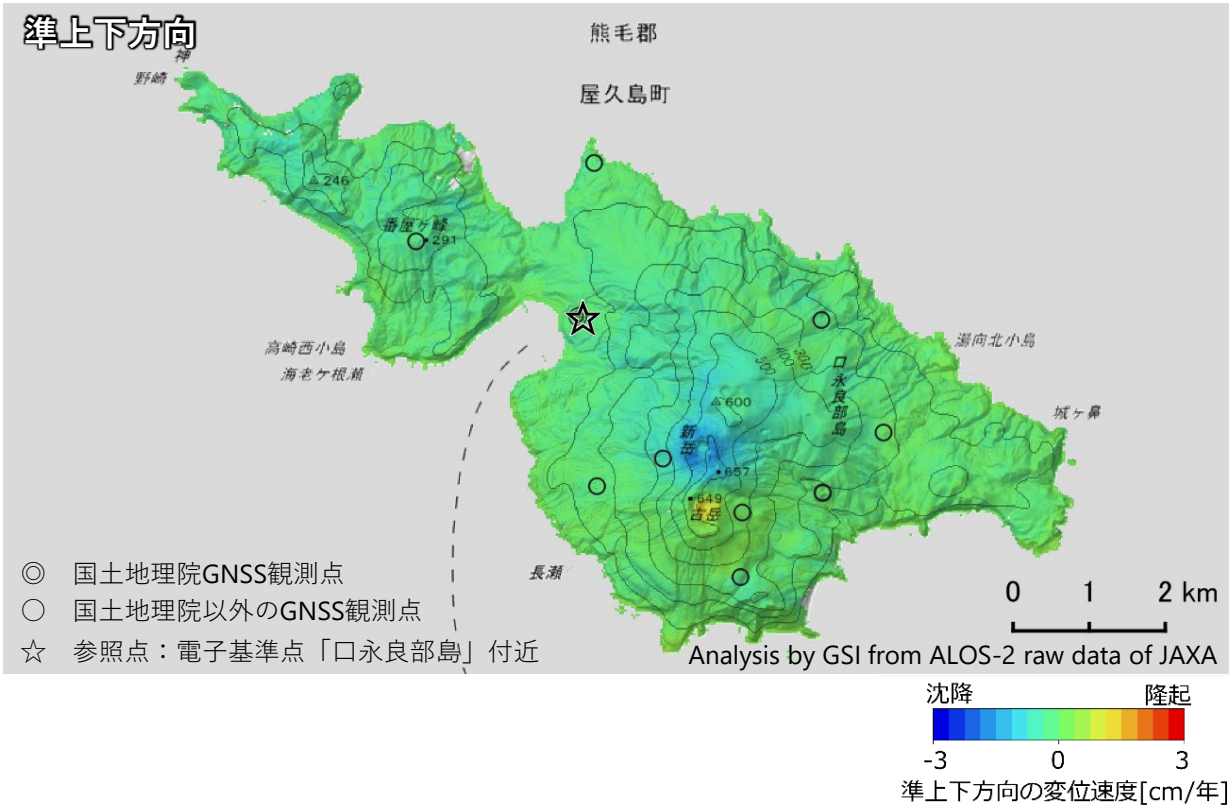 準上下方向
熊毛郡
屋久島町
神
野崎
246
番屋ヶ峰
291
高崎西小島
海老ケ根瀬
湯向北小島
城ヶ鼻
口永良部島
300
400
500
600
新岳
657
649
古岳
長瀬
◎ 国土地理院GNSS観測点
○ 国土地理院以外のGNSS観測点
☆ 参照点:電子基準点「口永良部島」付近
0 1 2 km
Analysis by GSI from ALOS-2 raw data of JAXA
沈降 隆起
-3 0 3
準上下方向の変位速度[cm/年]